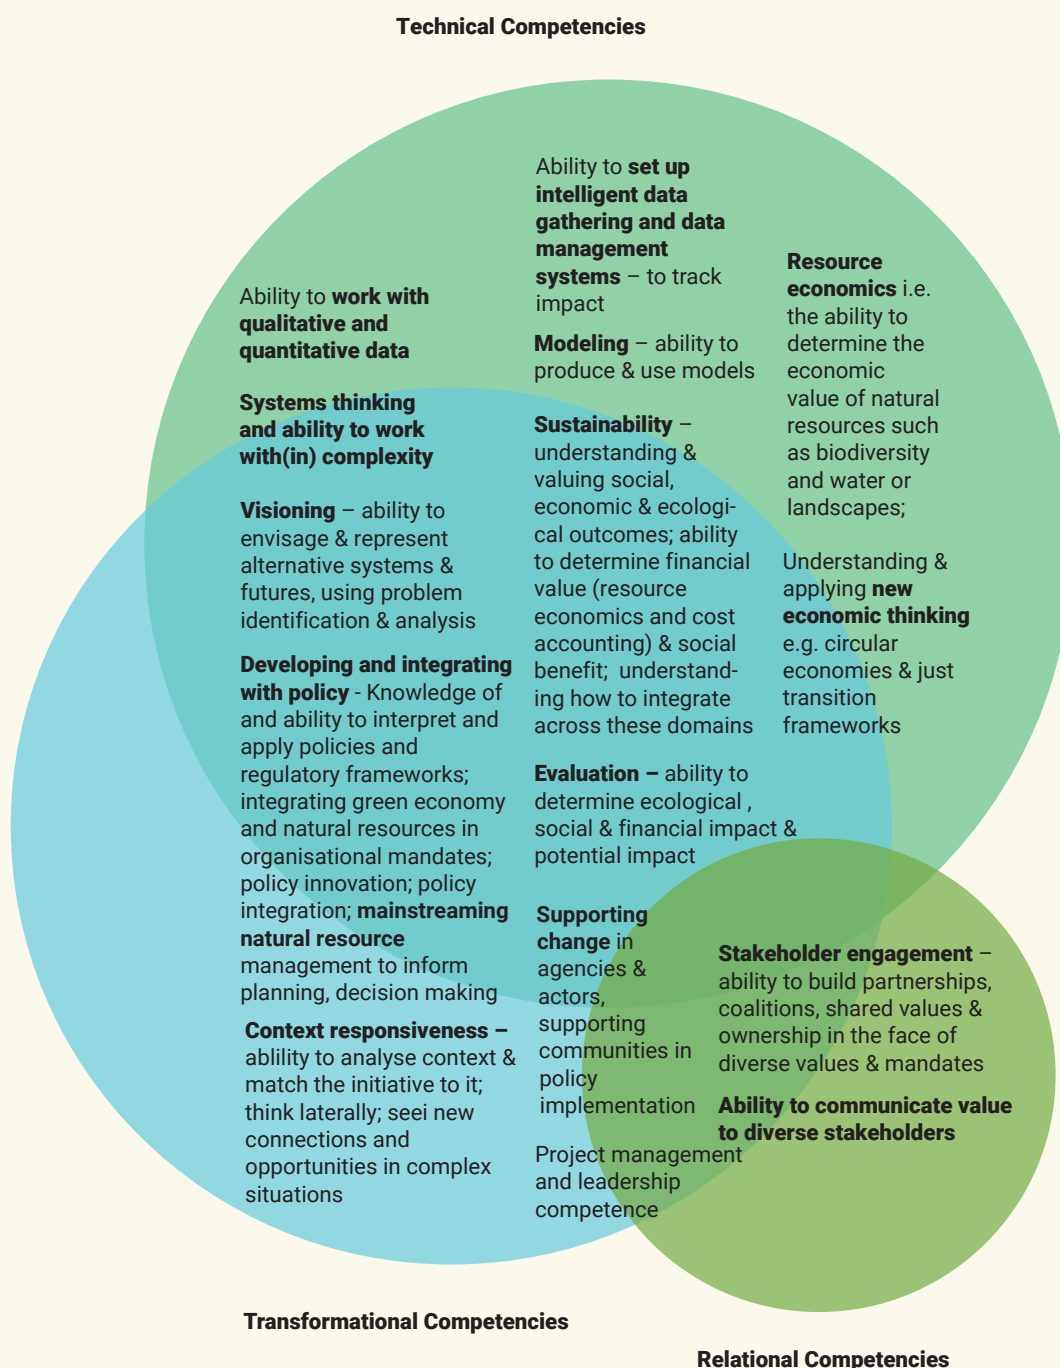 Technical Competencies
Ability to set up
intelligent data
gathering and data
management
systems – to track
impact
Modeling – ability to
produce & use models
Resource
economics i.e.
the ability to
determine the
economic
value of natural
resources such
as biodiversity
and water or
landscapes;
Ability to work with
qualitative and
quantitative data
Systems thinking
and ability to work
with(in) complexity
Visioning – ability to
envisage & represent
alternative systems &
futures, using problem
identification & analysis
Sustainability –
understanding &
valuing social,
economic & ecologi-
cal outcomes; ability
to determine financial
value (resource
economics and cost
accounting) & social
benefit;  understand-
ing how to integrate
across these domains
Understanding &
applying new
economic thinking
e.g. circular
economies & just
transition
frameworks
Developing and integrating
with policy - Knowledge of
and ability to interpret and
apply policies and
regulatory frameworks;
integrating green economy
and natural resources in
organisational mandates;
policy innovation; policy
integration; mainstreaming
natural resource
management to inform
planning, decision making
Evaluation – ability to
determine ecological ,
social & financial impact &
potential impact
Supporting
change in
agencies &
actors,
supporting
communities in
policy
implementation
Stakeholder engagement –
ability to build partnerships,
coalitions, shared values &
ownership in the face of
diverse values & mandates
Ability to communicate value
to diverse stakeholders
Context responsiveness –
ablility to analyse context &
match the initiative to it;
think laterally; seei new
connections and
opportunities in complex
situations
Project management
and leadership
competence
Transformational Competencies
Relational Competencies